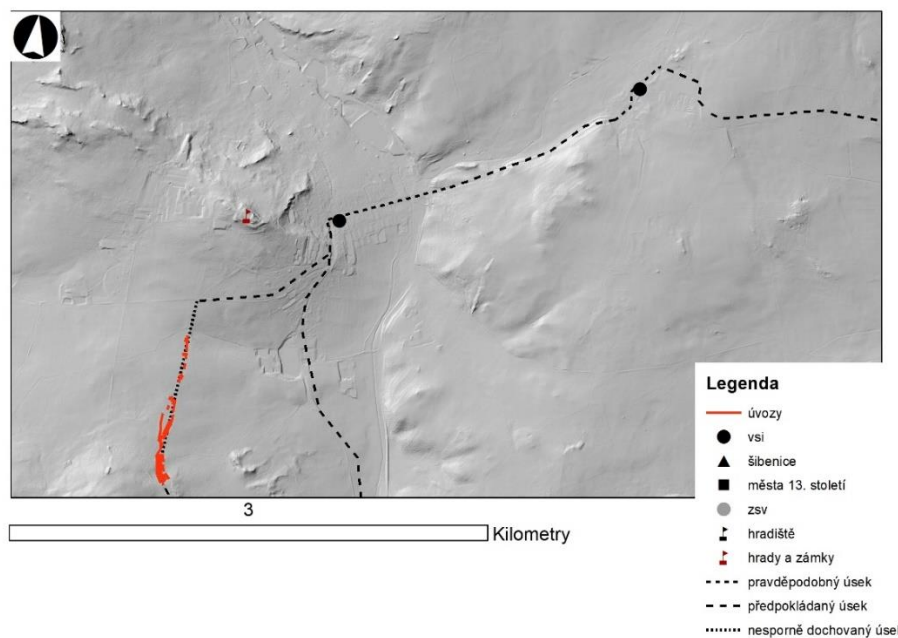 Legenda
úvozy
vsi
šibenice
města 13. století
zsv
hradiště
hrady a zámky
pravděpodobný úsek
předpokládaný úsek
nesporně dochovaný úsek
3
Kilometry